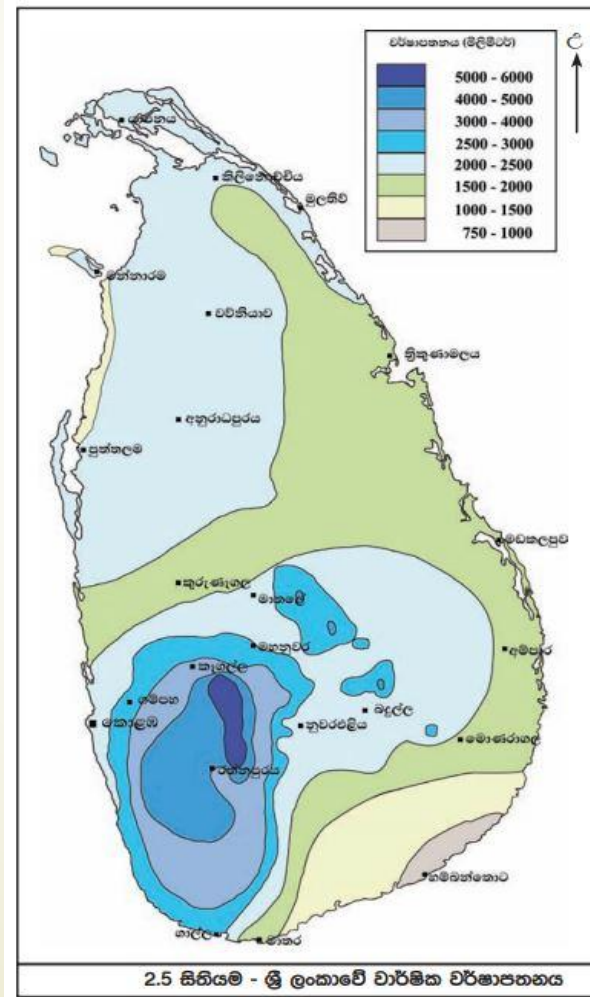 වර්ෂාපතනය (මිලිමීටර්)
5000 - 6000
4000 - 5000
3000 - 4000
2500 - 3000
2000 - 2500
1500 - 2000
1000 - 1500
750 - 1000
උ
යාපනය
කිලිනොච්චිය
මුලතිව්
මන්නාරම
වව්නියාව
ත්‍රිකුණාමලය
අනුරාධපුරය
පුත්තලම
මඩකලපුව
කුරුණෑගල
මාතලේ
මහනුවර
අම්පාර
කෑගල්ල
ගම්පහ
බදුල්ල
කොළඹ
නුවරඑළිය
මොණරාගල
රත්නපුරය
හම්බන්තොට
ගාල්ල
මාතර
2.5 සිතියම - ශ්‍රී ලංකාවේ වාර්ෂික වර්ෂාපතනය